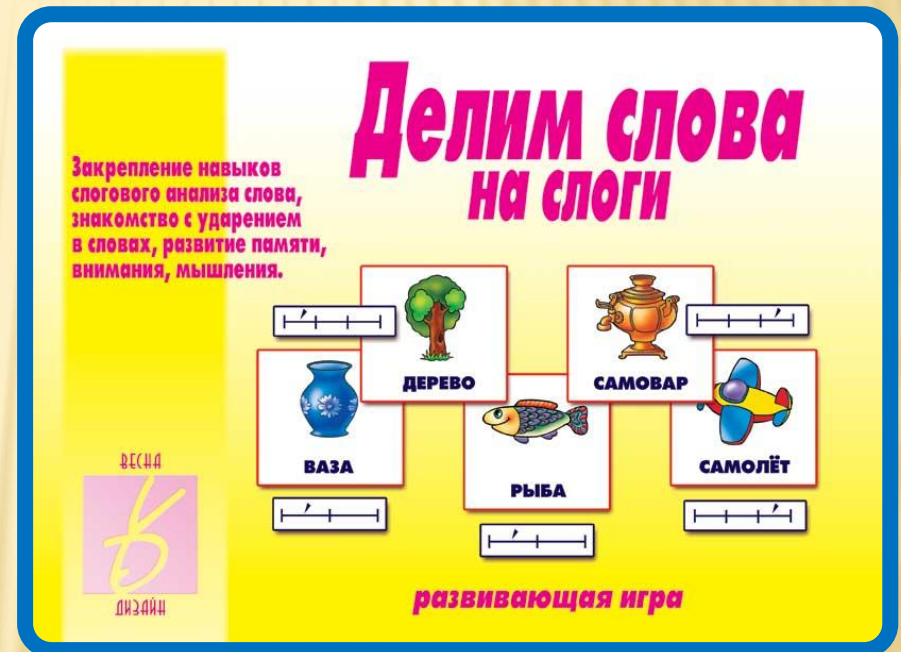 Делим слова
на слоги
Закрепление навыков
слогового анализа слова,
знакомство с ударением
в словах, развитие памяти,
внимания, мышления.
ДЕРЕВО
САМОВАР
ВАЗА
РЫБА
САМОЛЁТ
ВЕСНА
ДИЗАЙН
развивающая игра